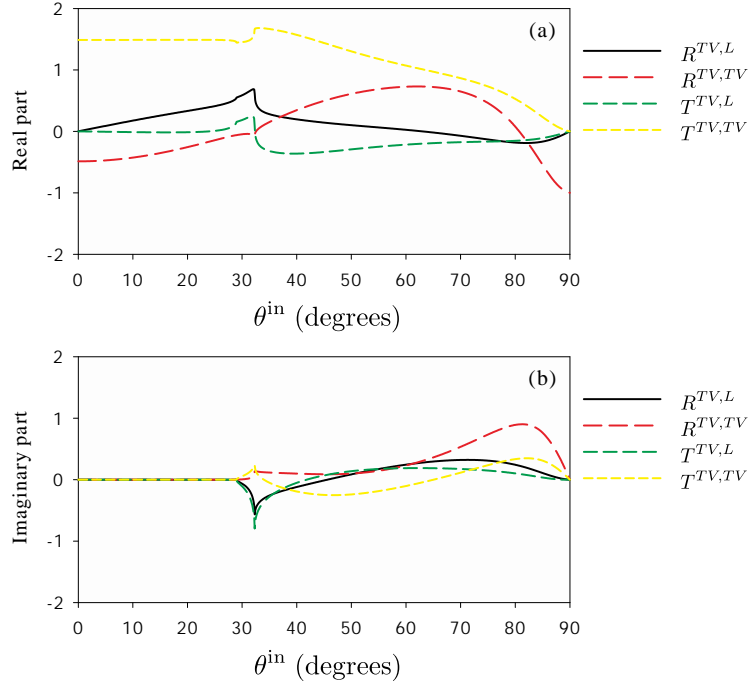 2
1
0
-1
-2
Real part
(a)
0 10 20 30 40 50 60 70 80 90
θ^in (degrees)
R^TV,L
R^TV,TV
T^TV,L
T^TV,TV
2
1
0
-1
-2
Imaginary part
(b)
0 10 20 30 40 50 60 70 80 90
θ^in (degrees)
R^TV,L
R^TV,TV
T^TV,L
T^TV,TV